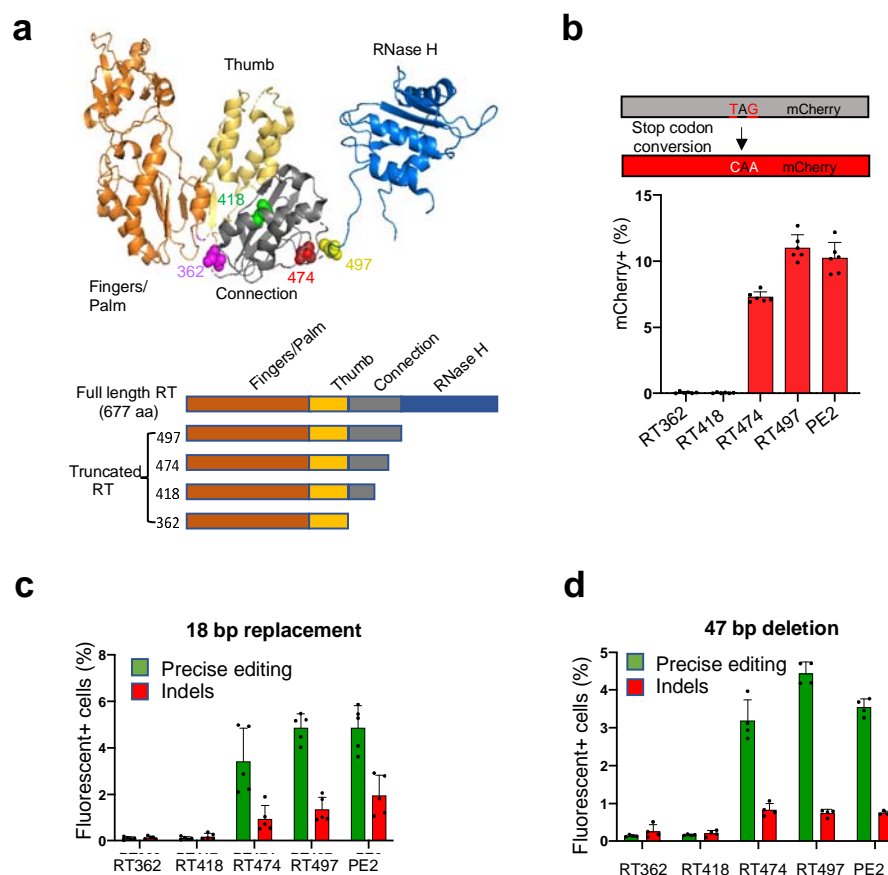 a
RNase H
Thumb
418
362
474
497
Fingers/
Palm
Connection
Fingers/Palm
Thumb
Connection
RNase H
Full length RT
(677 aa)
497
474
Truncated
RT
418
362
b
TAG mCherry
Stop codon
conversion
CAA mCherry
mCherry+ (%)
15
10
5
0
RT362
RT418
RT474
RT497
PE2
c
18 bp replacement
Fluorescent+ cells (%)
Precise editing
Indels
8
6
4
2
0
RT362 RT418 RT474 RT497 PE2
d
47 bp deletion
Fluorescent+ cells (%)
Precise editing
Indels
5
4
3
2
1
0
RT362 RT418 RT474 RT497 PE2